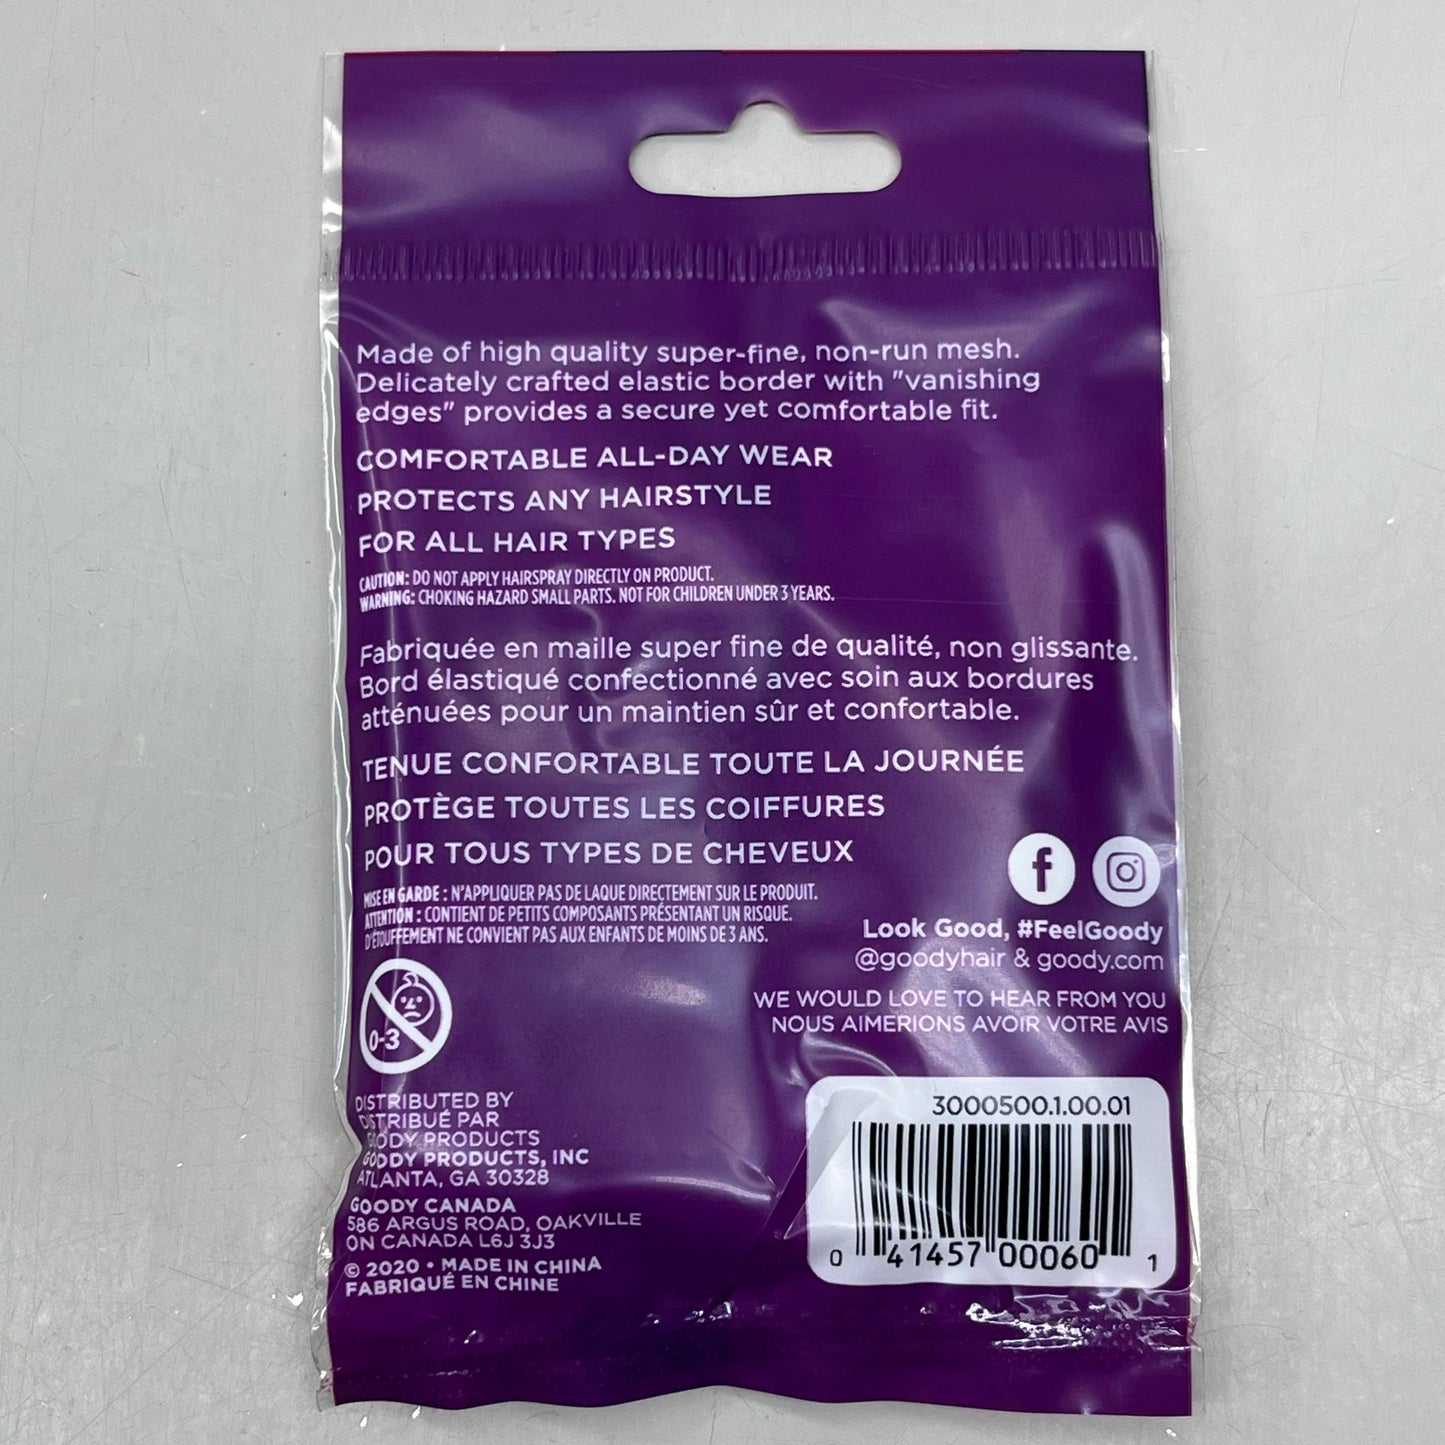 Made of high quality super-fine, non-run mesh.
Delicately crafted elastic border with "vanishing
edges" provides a secure yet comfortable fit.
COMFORTABLE ALL-DAY WEAR
PROTECTS ANY HAIRSTYLE
FOR ALL HAIR TYPES
CAUTION: DO NOT APPLY HAIRSPRAY DIRECTLY ON PRODUCT.
WARNING: CHOKING HAZARD SMALL PARTS. NOT FOR CHILDREN UNDER 3 YEARS.
Fabriquée en maille super fine de qualité, non glissante.
Bord élastiqué confectionné avec soin aux bordures
atténuées pour un maintien sûr et confortable.
TENUE CONFORTABLE TOUTE LA JOURNÉE
PROTÈGE TOUTES LES COIFFURES
POUR TOUS TYPES DE CHEVEUX
MISE EN GARDE : N'APPLIQUER PAS DE LAQUE DIRECTEMENT SUR LE PRODUIT.
ATTENTION : CONTIENT DE PETITS COMPOSANTS PRÉSENTANT UN RISQUE.
D'ÉTOUFFEMENT NE CONVIENT PAS AUX ENFANTS DE MOINS DE 3 ANS.
Look Good, #FeelGoody
@goodyhair & goody.com
WE WOULD LOVE TO HEAR FROM YOU
NOUS AIMERIONS AVOIR VOTRE AVIS
0-3
DISTRIBUTED BY
DISTRIBUÉ PAR
GOODY PRODUCTS
GOODY PRODUCTS, INC
ATLANTA, GA 30328
GOODY CANADA
586 ARGUS ROAD, OAKVILLE
ON CANADA L6J 3J3
© 2020 • MADE IN CHINA
FABRIQUÉ EN CHINE
3000500.1.00.01
0 41457 00060 1